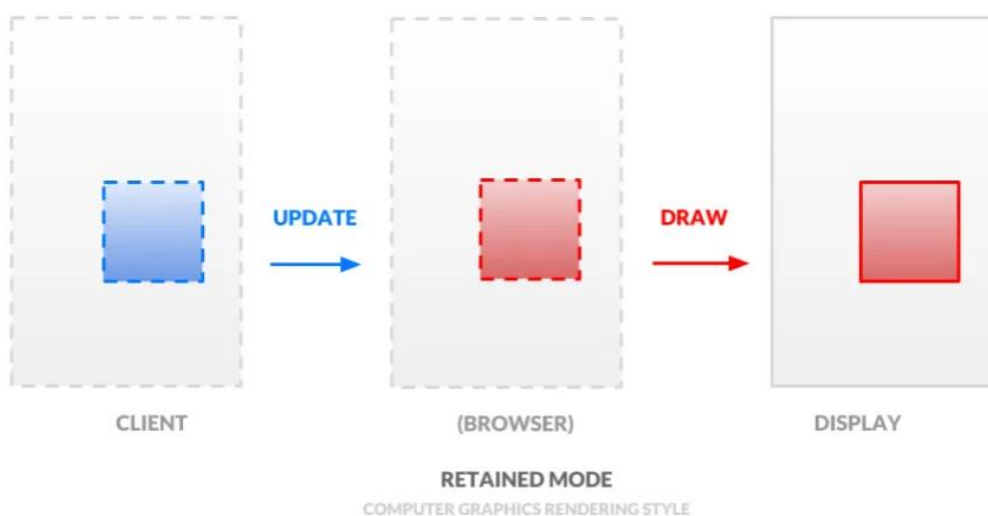 UPDATE
DRAW
CLIENT
(BROWSER)
DISPLAY
RETAINED MODE
COMPUTER GRAPHICS RENDERING STYLE